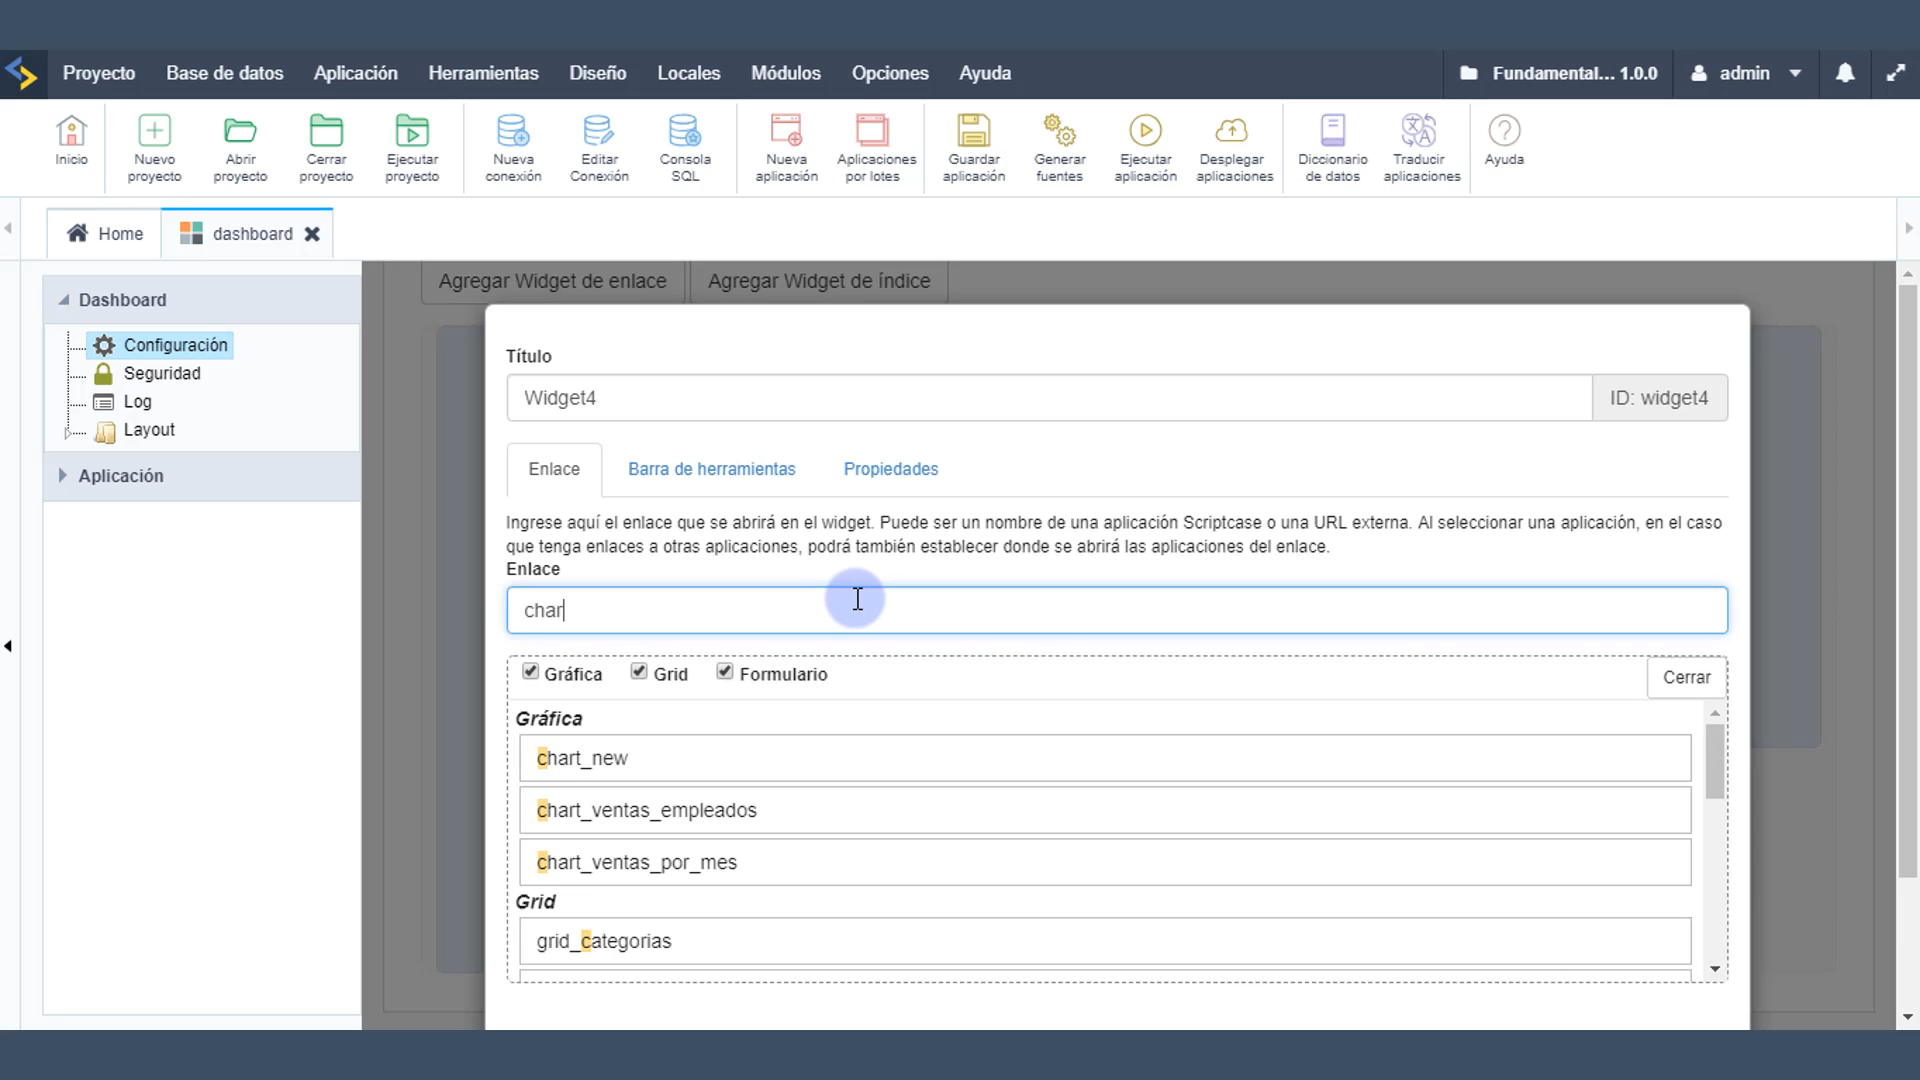 Proyecto Base de datos Aplicación Herramientas Diseño Locales Módulos Opciones Ayuda Fundamental... 1.0.0 admin
Inicio
Nuevo proyecto
Abrir proyecto
Cerrar proyecto
Ejecutar proyecto
Nueva conexión
Editar Conexión
Consola SQL
Nueva aplicación
Aplicaciones por lotes
Guardar aplicación
Generar fuentes
Ejecutar aplicación
Desplegar aplicaciones
Diccionario de datos
Traducir aplicaciones
Ayuda
Home dashboard
Dashboard
Configuración
Seguridad
Log
Layout
Aplicación
Agregar Widget de enlace Agregar Widget de índice
Título
Widget4 ID: widget4
Enlace Barra de herramientas Propiedades
Ingrese aquí el enlace que se abrirá en el widget. Puede ser un nombre de una aplicación Scriptcase o una URL externa. Al seleccionar una aplicación, en el caso
que tenga enlaces a otras aplicaciones, podrá también establecer donde se abrirá las aplicaciones del enlace.
Enlace
char
Gráfica Grid Formulario Cerrar
Gráfica
chart_new
chart_ventas_empleados
chart_ventas_por_mes
Grid
grid_categorias